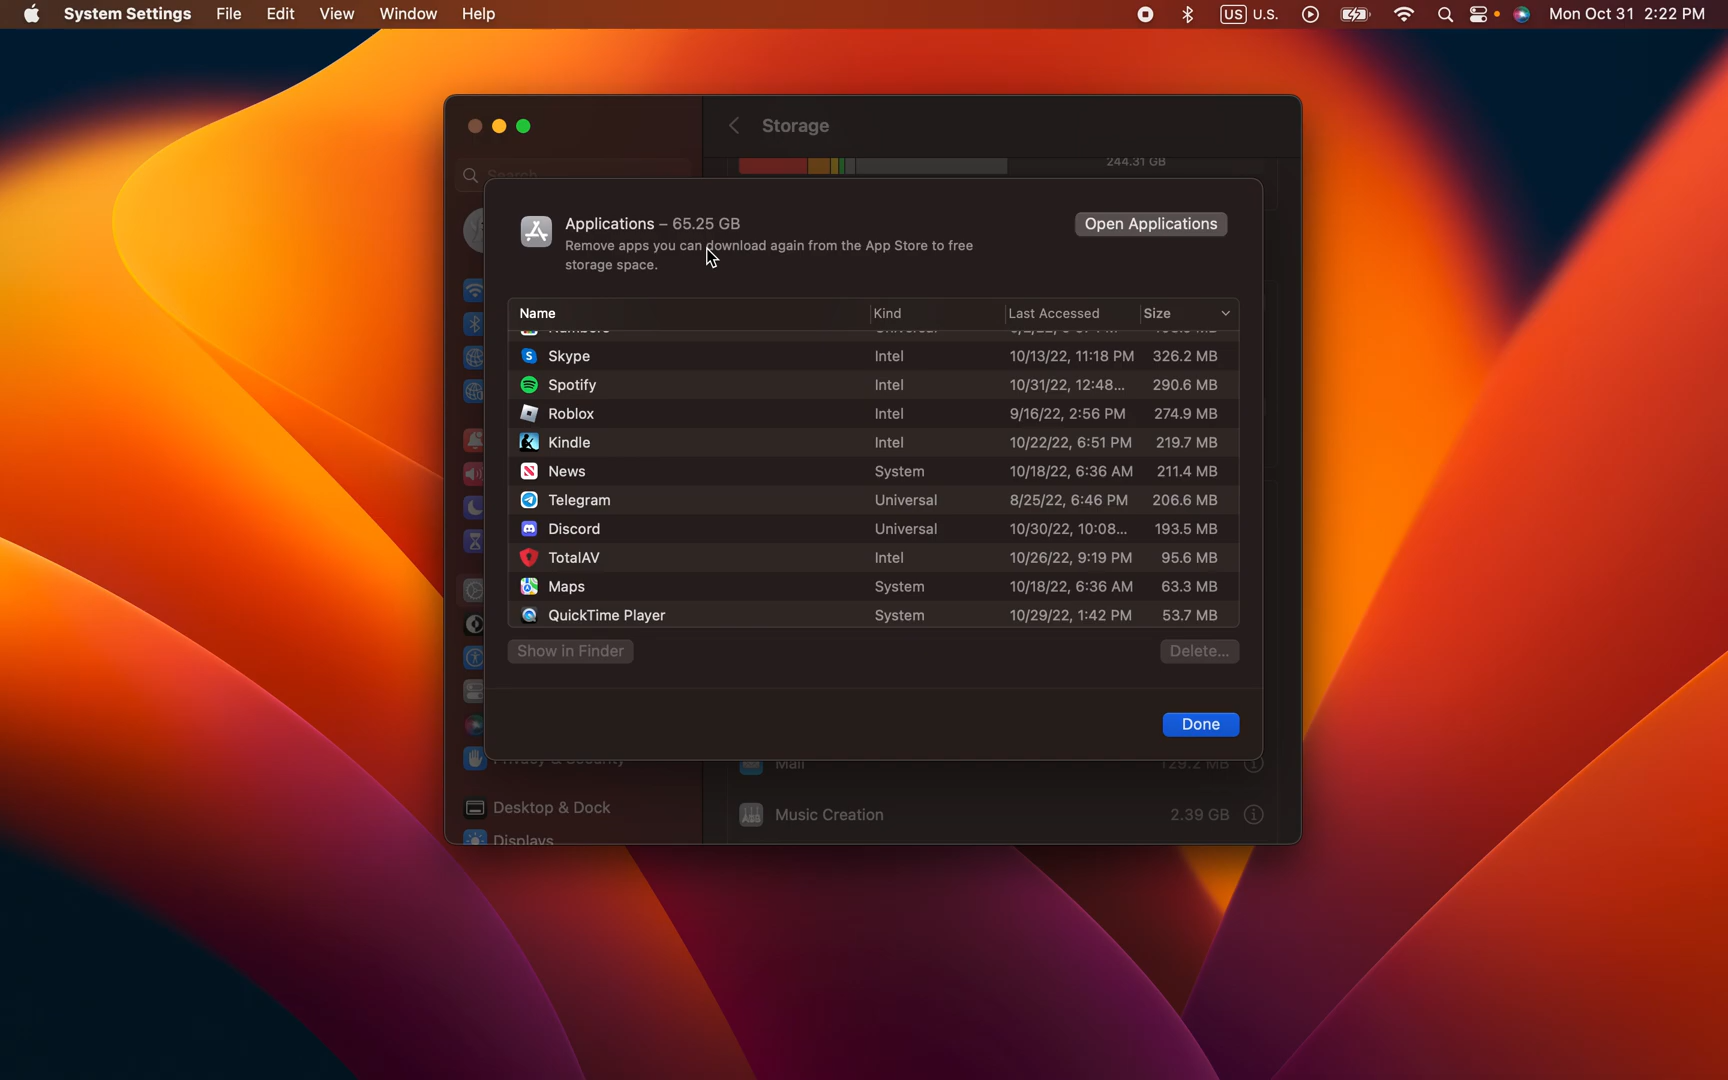 System Settings File Edit View Window Help US U.S. Mon Oct 31 2:22 PM
Storage
Search
244.31 GB
Applications – 65.25 GB
Open Applications
Remove apps you can download again from the App Store to free
storage space.
Name Kind Last Accessed Size
Skype Intel 10/13/22, 11:18 PM 326.2 MB
Spotify Intel 10/31/22, 12:48... 290.6 MB
Roblox Intel 9/16/22, 2:56 PM 274.9 MB
Kindle Intel 10/22/22, 6:51 PM 219.7 MB
News System 10/18/22, 6:36 AM 211.4 MB
Telegram Universal 8/25/22, 6:46 PM 206.6 MB
Discord Universal 10/30/22, 10:08... 193.5 MB
TotalAV Intel 10/26/22, 9:19 PM 95.6 MB
Maps System 10/18/22, 6:36 AM 63.3 MB
QuickTime Player System 10/29/22, 1:42 PM 53.7 MB
Show in Finder Delete...
Done
Privacy & Security
Mail 129.2 MB
Desktop & Dock
Music Creation 2.39 GB
Displays